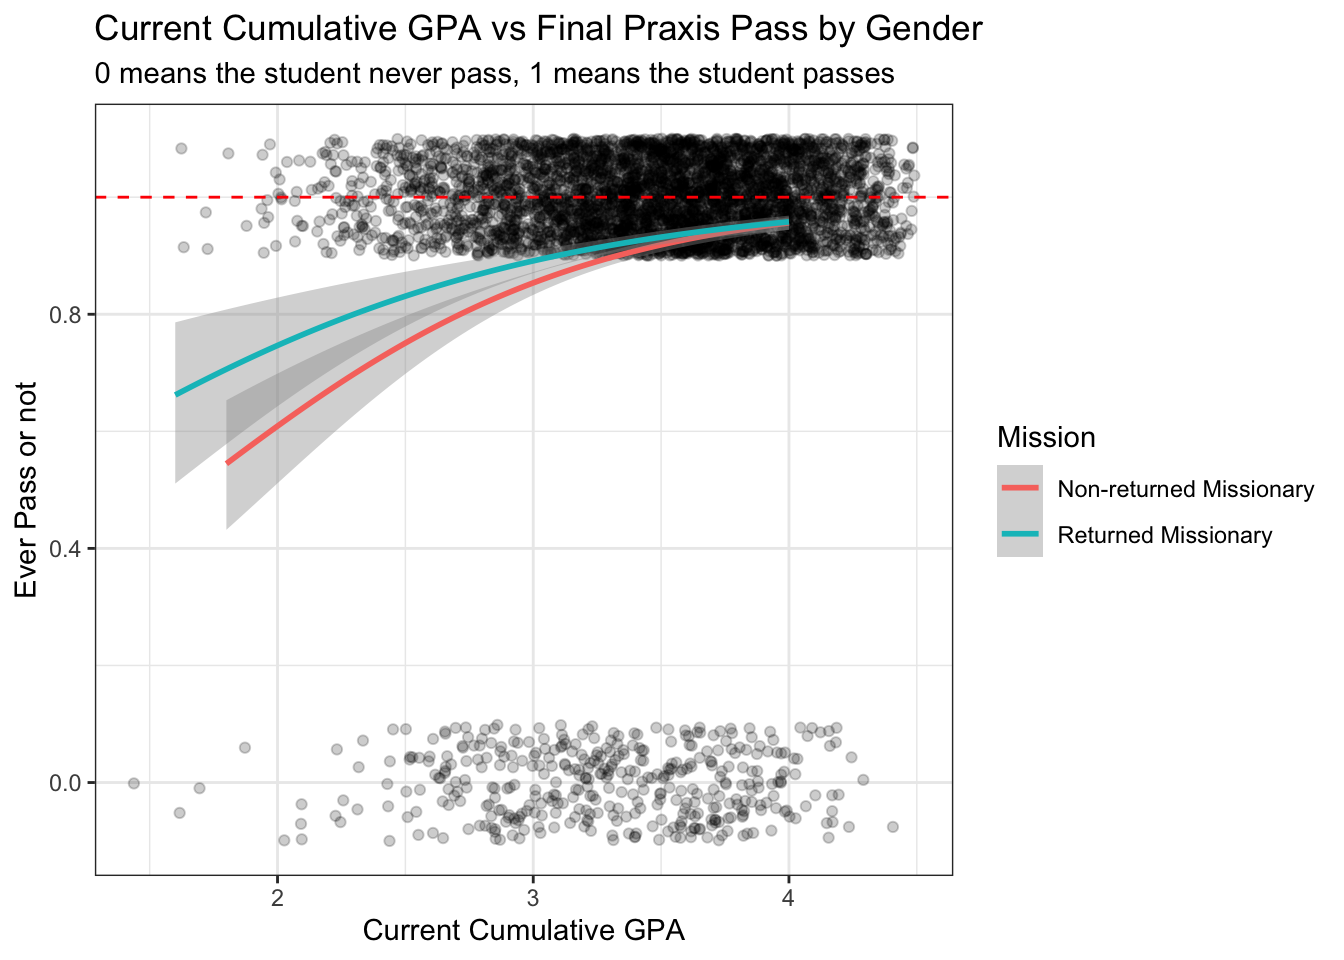 Current Cumulative GPA vs Final Praxis Pass by Gender
0 means the student never pass, 1 means the student passes
Ever Pass or not
0.8
0.4
0.0
2
3
4
Current Cumulative GPA
Mission
Non-returned Missionary
Returned Missionary